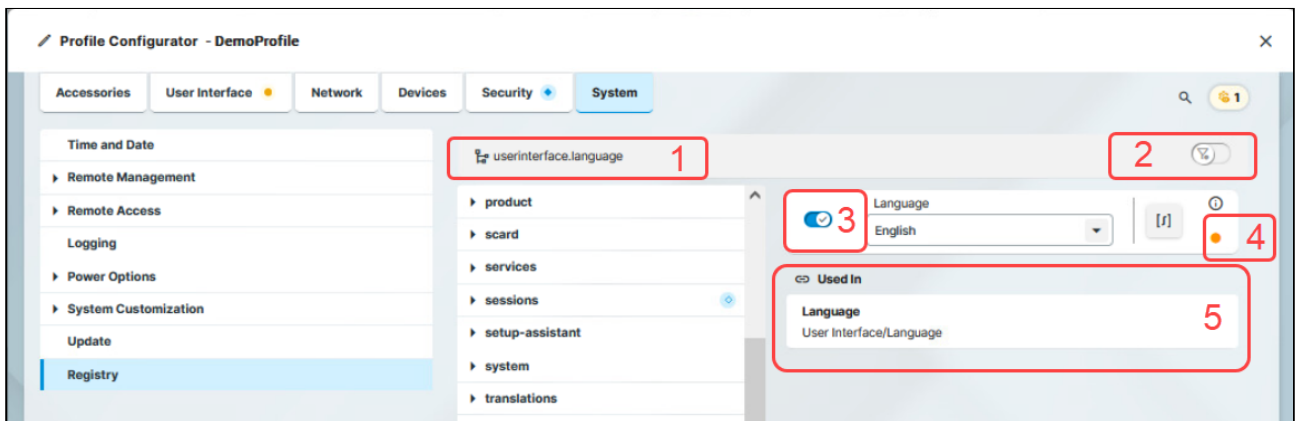 Profile Configurator - DemoProfile
Accessories User Interface Network Devices Security System
1
Time and Date
Remote Management
Remote Access
Logging
Power Options
System Customization
Update
Registry
userinterface.language 1
2
product
scard
services
sessions
setup-assistant
system
translations
3
Language
English
[ʃ]
4
Used In
Language
User Interface/Language
5